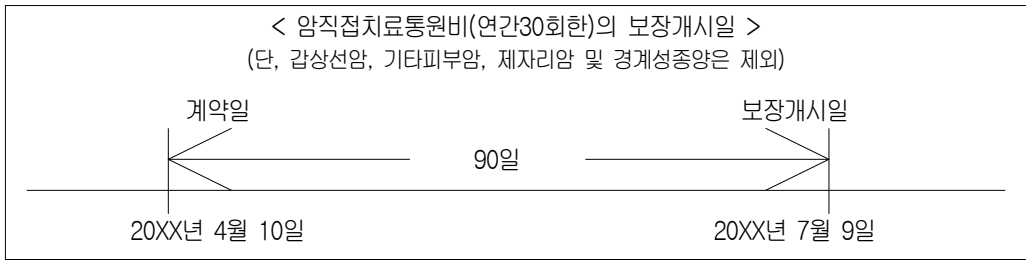 < 암직접치료통원비(연간30회한)의 보장개시일 >
(단, 갑상선암, 기타피부암, 제자리암 및 경계성종양은 제외)
계약일 보장개시일
90일
20XX년 4월 10일 20XX년 7월 9일